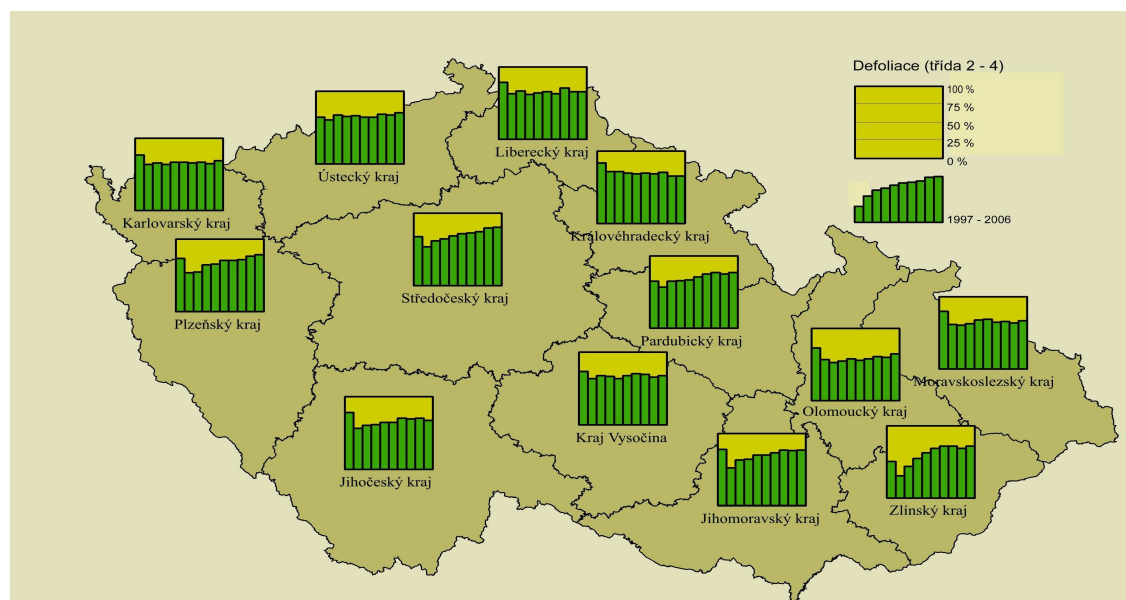 Defoliace (třída 2 - 4)
100 %
75 %
50 %
25 %
0 %
1997 - 2006
Liberecký kraj
Ústecký kraj
Karlovarský kraj
Královéhradecký kraj
Středočeský kraj
Plzeňský kraj
Pardubický kraj
Moravskoslezský kraj
Olomoucký kraj
Kraj Vysočina
Jihočeský kraj
Zlínský kraj
Jihomoravský kraj